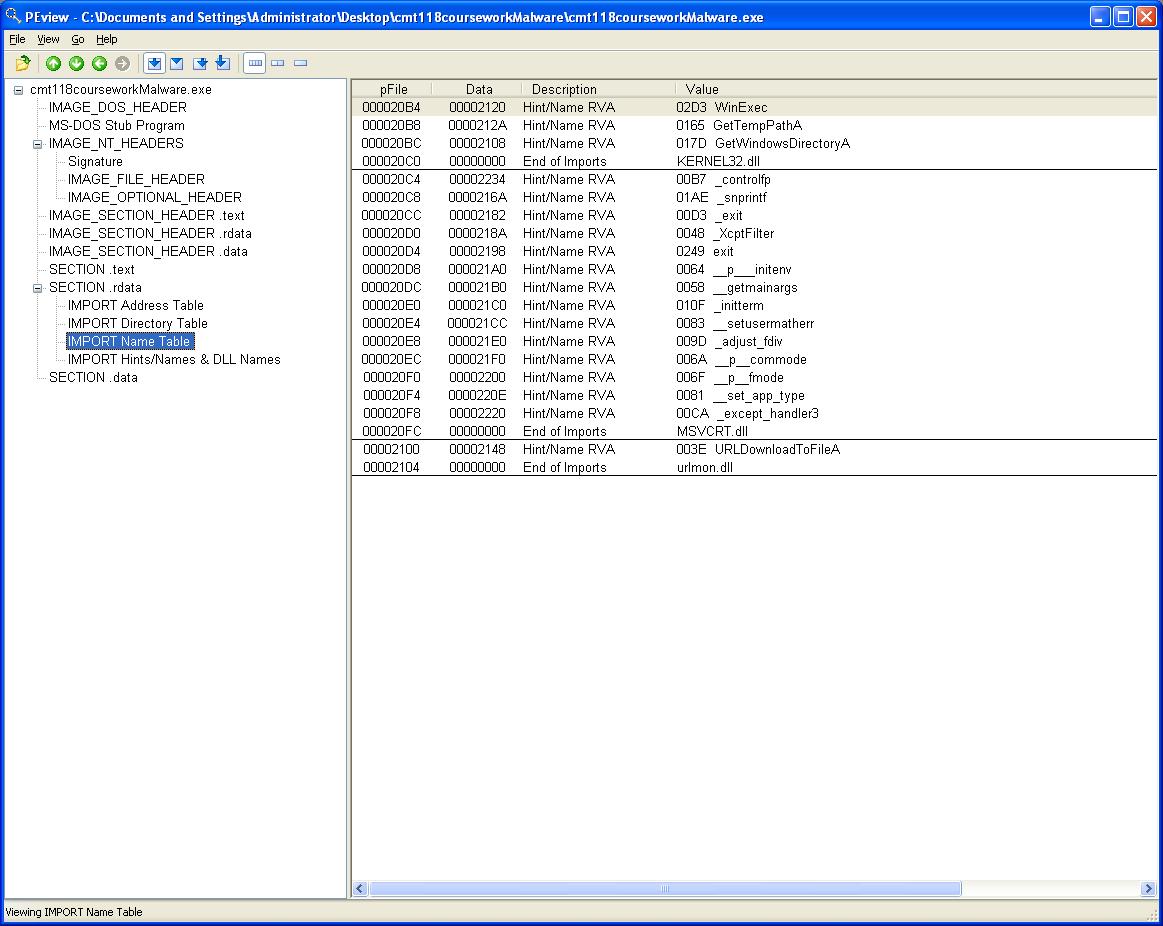 PEview - C:\Documents and Settings\Administrator\Desktop\cmt118courseworkMalware\cmt118courseworkMalware.exe
File View Go Help
cmt118courseworkMalware.exe
IMAGE_DOS_HEADER
MS-DOS Stub Program
IMAGE_NT_HEADERS
Signature
IMAGE_FILE_HEADER
IMAGE_OPTIONAL_HEADER
IMAGE_SECTION_HEADER .text
IMAGE_SECTION_HEADER .rdata
IMAGE_SECTION_HEADER .data
SECTION .text
SECTION .rdata
IMPORT Address Table
IMPORT Directory Table
IMPORT Name Table
IMPORT Hints/Names & DLL Names
SECTION .data
pFile Data Description Value
000020B4 00002120 Hint/Name RVA 02D3 WinExec
000020B8 0000212A Hint/Name RVA 0165 GetTempPathA
000020BC 00002108 Hint/Name RVA 017D GetWindowsDirectoryA
000020C0 00000000 End of Imports KERNEL32.dll
000020C4 00002234 Hint/Name RVA 00B7 _controlfp
000020C8 0000216A Hint/Name RVA 01AE _snprintf
000020CC 00002182 Hint/Name RVA 00D3 _exit
000020D0 0000218A Hint/Name RVA 0048 _XcptFilter
000020D4 00002198 Hint/Name RVA 0249 exit
000020D8 000021A0 Hint/Name RVA 0064 __p___initenv
000020DC 000021B0 Hint/Name RVA 0058 __getmainargs
000020E0 000021C0 Hint/Name RVA 010F _initterm
000020E4 000021CC Hint/Name RVA 0083 __setusermatherr
000020E8 000021E0 Hint/Name RVA 009D _adjust_fdiv
000020EC 000021F0 Hint/Name RVA 006A __p__commode
000020F0 00002200 Hint/Name RVA 006F __p__fmode
000020F4 0000220E Hint/Name RVA 0081 __set_app_type
000020F8 00002220 Hint/Name RVA 00CA _except_handler3
000020FC 00000000 End of Imports MSVCRT.dll
00002100 00002148 Hint/Name RVA 003E URLDownloadToFileA
00002104 00000000 End of Imports urlmon.dll
Viewing IMPORT Name Table